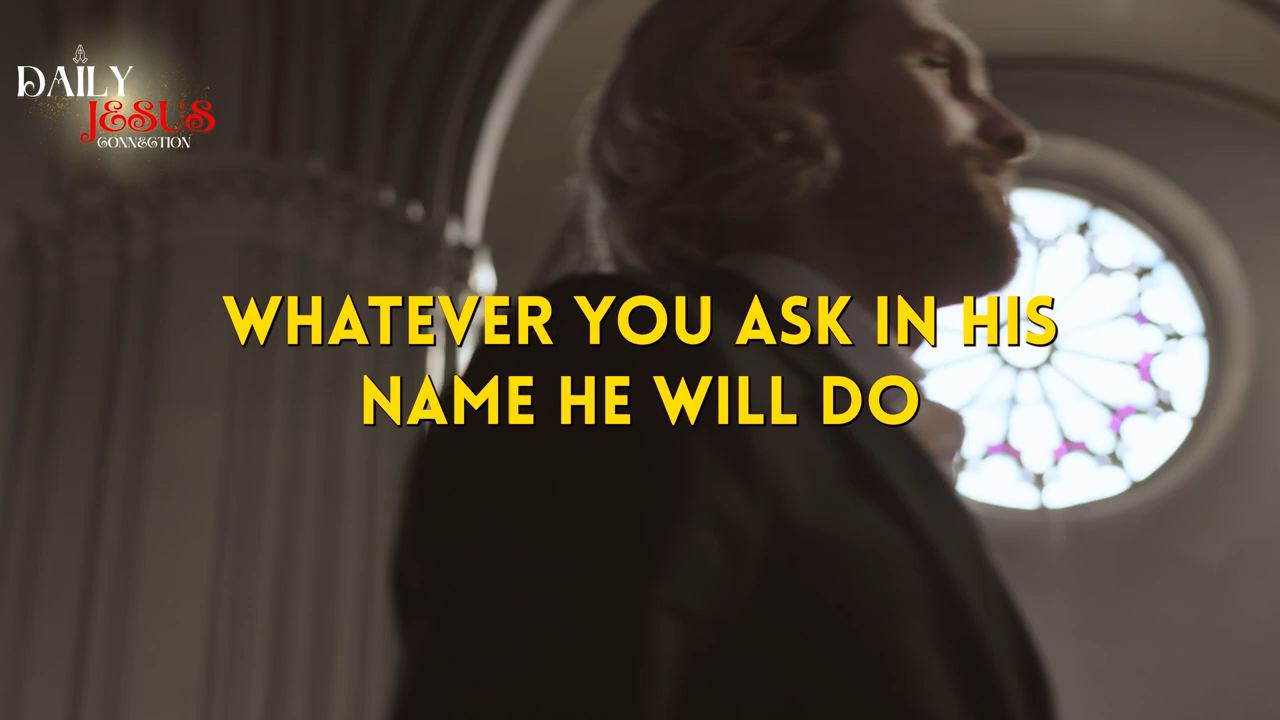 DAILY
JESUS
CONNECTION
WHATEVER YOU ASK IN HIS
NAME HE WILL DO